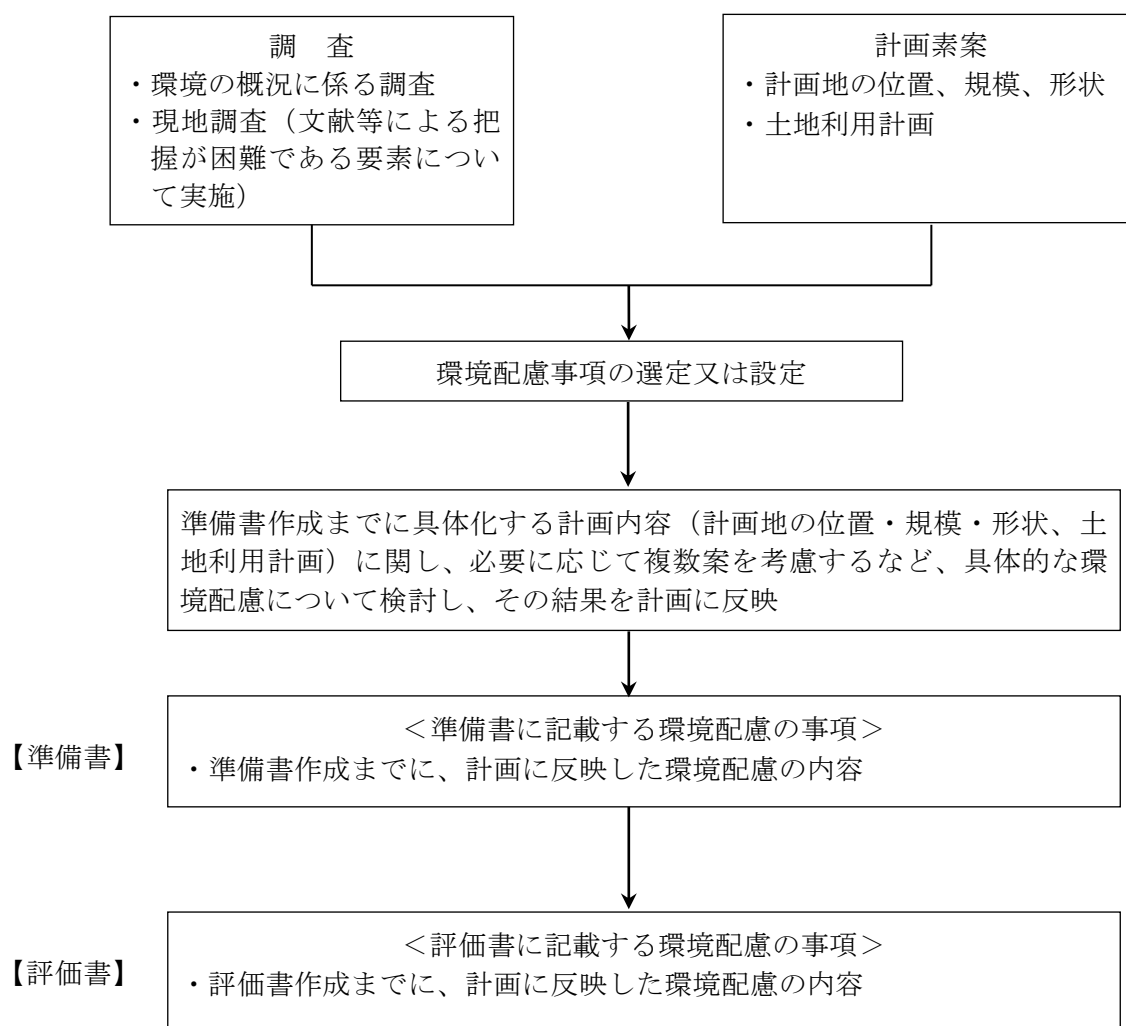 調　査
・環境の概況に係る調査
・現地調査（文献等による把
握が困難である要素につい
て実施）
計画素案
・計画地の位置、規模、形状
・土地利用計画
環境配慮事項の選定又は設定
準備書作成までに具体化する計画内容（計画地の位置・規模・形状、土
地利用計画）に関し、必要に応じて複数案を考慮するなど、具体的な環
境配慮について検討し、その結果を計画に反映
【準備書】
＜準備書に記載する環境配慮の事項＞
・準備書作成までに、計画に反映した環境配慮の内容
【評価書】
＜評価書に記載する環境配慮の事項＞
・評価書作成までに、計画に反映した環境配慮の内容